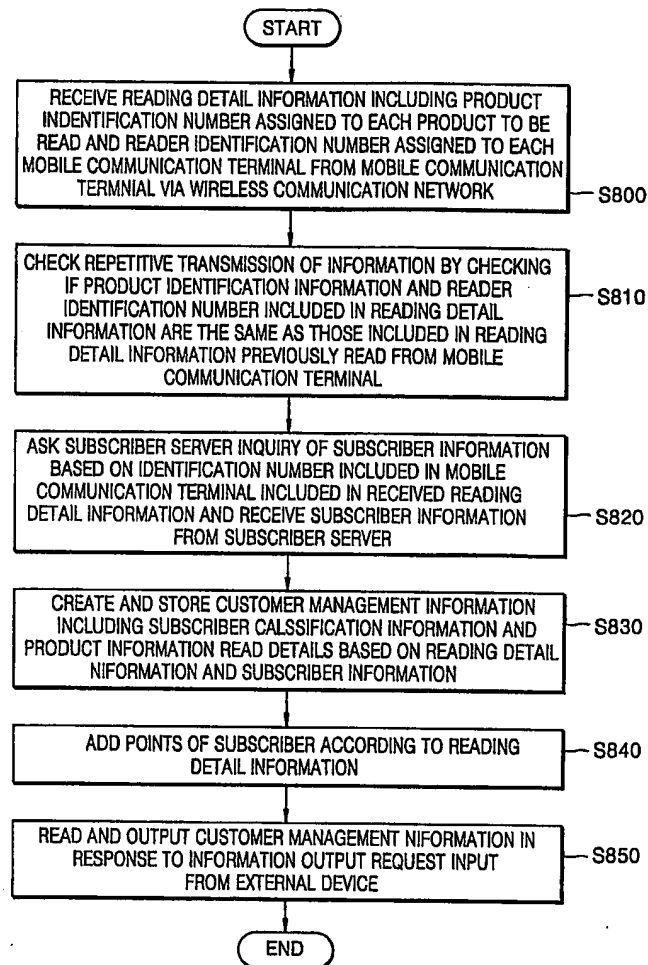 START
RECEIVE READING DETAIL INFORMATION INCLUDING PRODUCT
INDENTIFICATION NUMBER ASSIGNED TO EACH PRODUCT TO BE
READ AND READER IDENTIFICATION NUMBER ASSIGNED TO EACH
MOBILE COMMUNICATION TERMINAL FROM MOBILE COMMUNICATION
TERMNIAL VIA WIRELESS COMMUNICATION NETWORK
S800
CHECK REPETITIVE TRANSMISSION OF INFORMATION BY CHECKING
IF PRODUCT IDENTIFICATION INFORMATION AND READER
IDENTIFICATION NUMBER INCLUDED IN READING DETAIL
INFORMATION ARE THE SAME AS THOSE INCLUDED IN READING
DETAIL INFORMATION PREVIOUSLY READ FROM MOBILE
COMMUNICATION TERMINAL
S810
ASK SUBSCRIBER SERVER INQUIRY OF SUBSCRIBER INFORMATION
BASED ON IDENTIFICATION NUMBER INCLUDED IN MOBILE
COMMUNICATION TERMINAL INCLUDED IN RECEIVED READING
DETAIL INFORMATION AND RECEIVE SUBSCRIBER INFORMATION
FROM SUBSCRIBER SERVER
S820
CREATE AND STORE CUSTOMER MANAGEMENT INFORMATION
INCLUDING SUBSCRIBER CALSSIFICATION INFORMATION AND
PRODUCT INFORMATION READ DETAILS BASED ON READING DETAIL
NIFORMATION AND SUBSCRIBER INFORMATION
S830
ADD POINTS OF SUBSCRIBER ACCORDING TO READING
DETAIL INFORMATION
S840
READ AND OUTPUT CUSTOMER MANAGEMENT NIFORMATION IN
RESPONSE TO INFORMATION OUTPUT REQUEST INPUT
FROM EXTERNAL DEVICE
S850
END